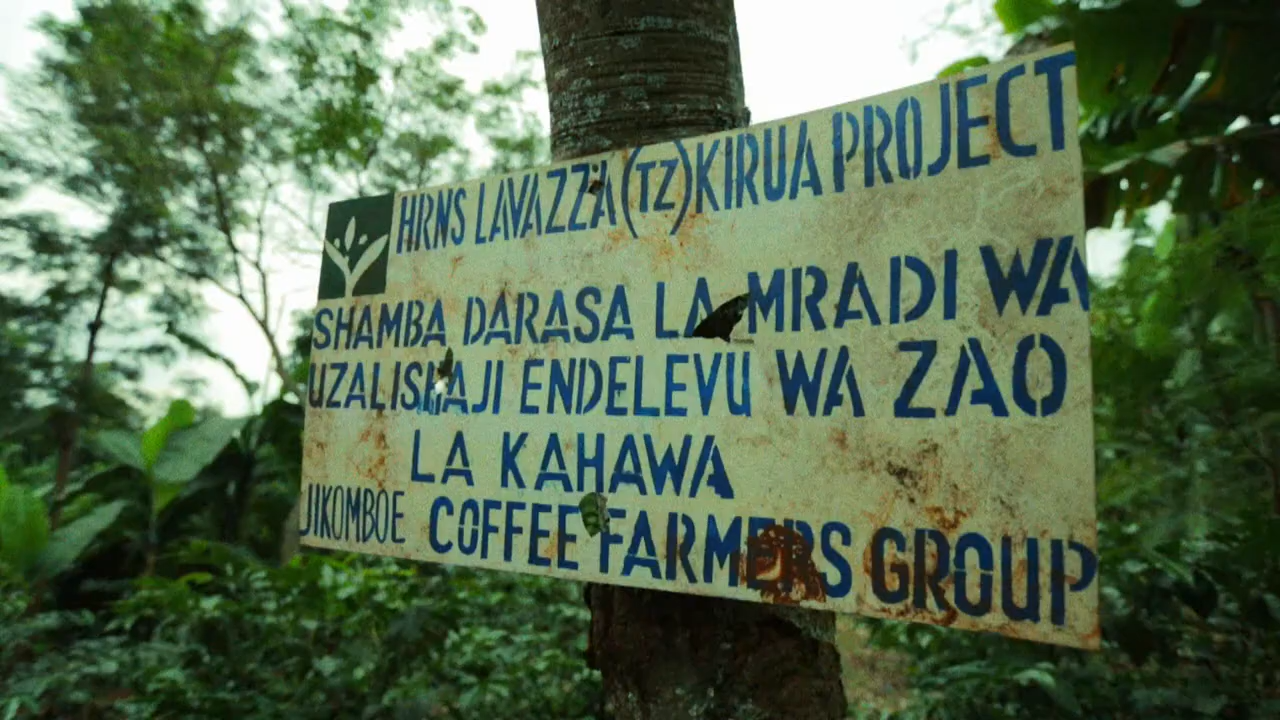 HRNS LAVAZZA (TZ) KIRUA PROJECT
SHAMBA DARASA LA MRADI WA
UZALISHAJI ENDELEVU WA ZAO
LA KAHAWA
JIKOMBOE COFFEE FARMERS GROUP